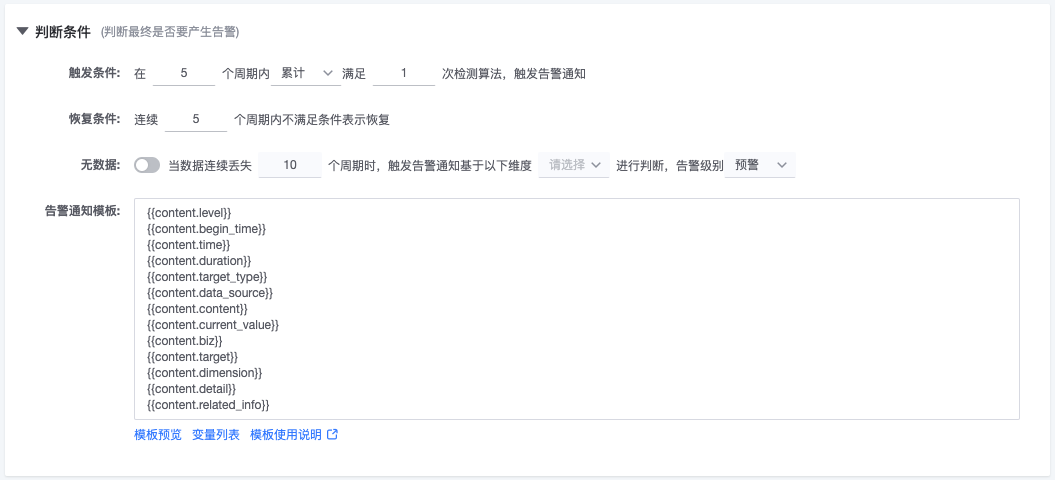 判断条件 (判断最终是否要产生告警)
触发条件: 在 5 个周期内 累计 满足 1 次检测算法，触发告警通知
恢复条件: 连续 5 个周期内不满足条件表示恢复
无数据: 当数据连续丢失 10 个周期时，触发告警通知基于以下维度 请选择 进行判断，告警级别 预警
告警通知模板: {{content.level}}
{{content.begin_time}}
{{content.time}}
{{content.duration}}
{{content.target_type}}
{{content.data_source}}
{{content.content}}
{{content.current_value}}
{{content.biz}}
{{content.target}}
{{content.dimension}}
{{content.detail}}
{{content.related_info}}
模板预览 变量列表 模板使用说明